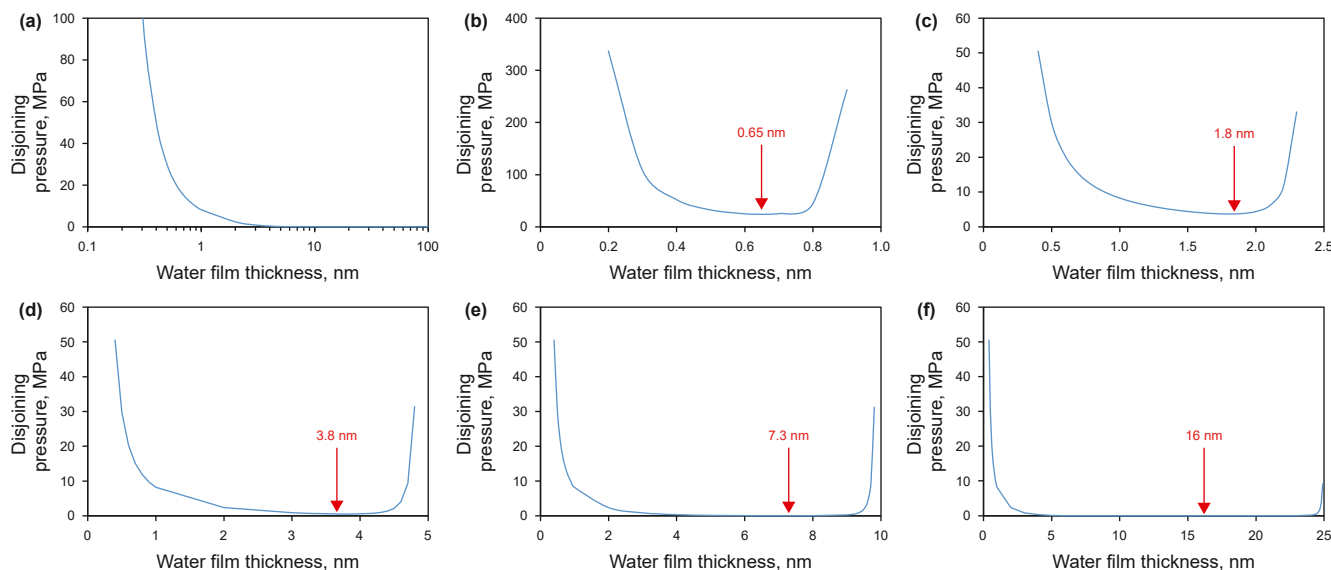 (a)
100
80
60
40
20
0
0.1
1
10
100
Disjoining
pressure, MPa
Water film thickness, nm
(b)
400
300
200
100
0
0
0.2
0.4
0.6
0.8
1.0
0.65 nm
Disjoining
pressure, MPa
Water film thickness, nm
(c)
60
50
40
30
20
10
0
0
0.5
1.0
1.5
2.0
2.5
1.8 nm
Disjoining
pressure, MPa
Water film thickness, nm
(d)
60
50
40
30
20
10
0
0
1
2
3
4
5
3.8 nm
Disjoining
pressure, MPa
Water film thickness, nm
(e)
60
50
40
30
20
10
0
0
2
4
6
8
10
7.3 nm
Disjoining
pressure, MPa
Water film thickness, nm
(f)
60
50
40
30
20
10
0
0
5
10
15
20
25
16 nm
Disjoining
pressure, MPa
Water film thickness, nm